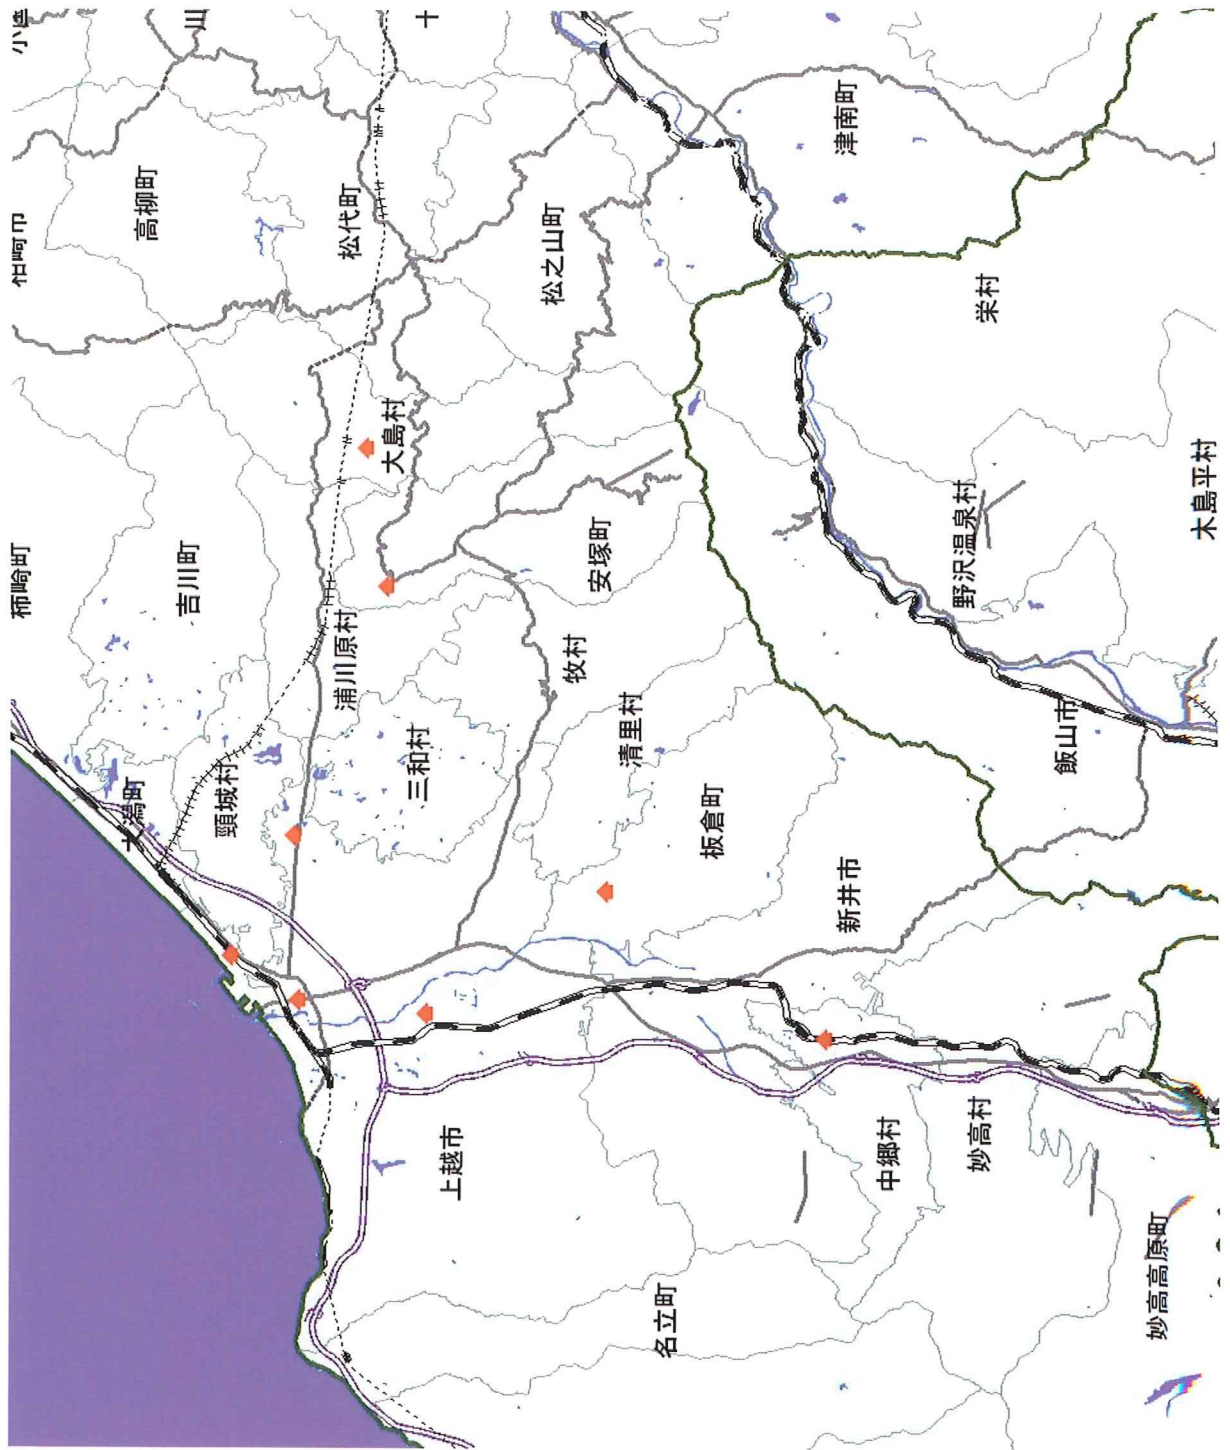 高柳町
松代町
松之山町
津南町
栄村
大島村
吉川町
安塚町
野沢温泉村
木島平村
柿崎町
浦川原村
牧村
三和村
清里村
頸城村
飯山市
板倉町
新井市
上越市
中郷村
妙高村
名立町
妙高高原町